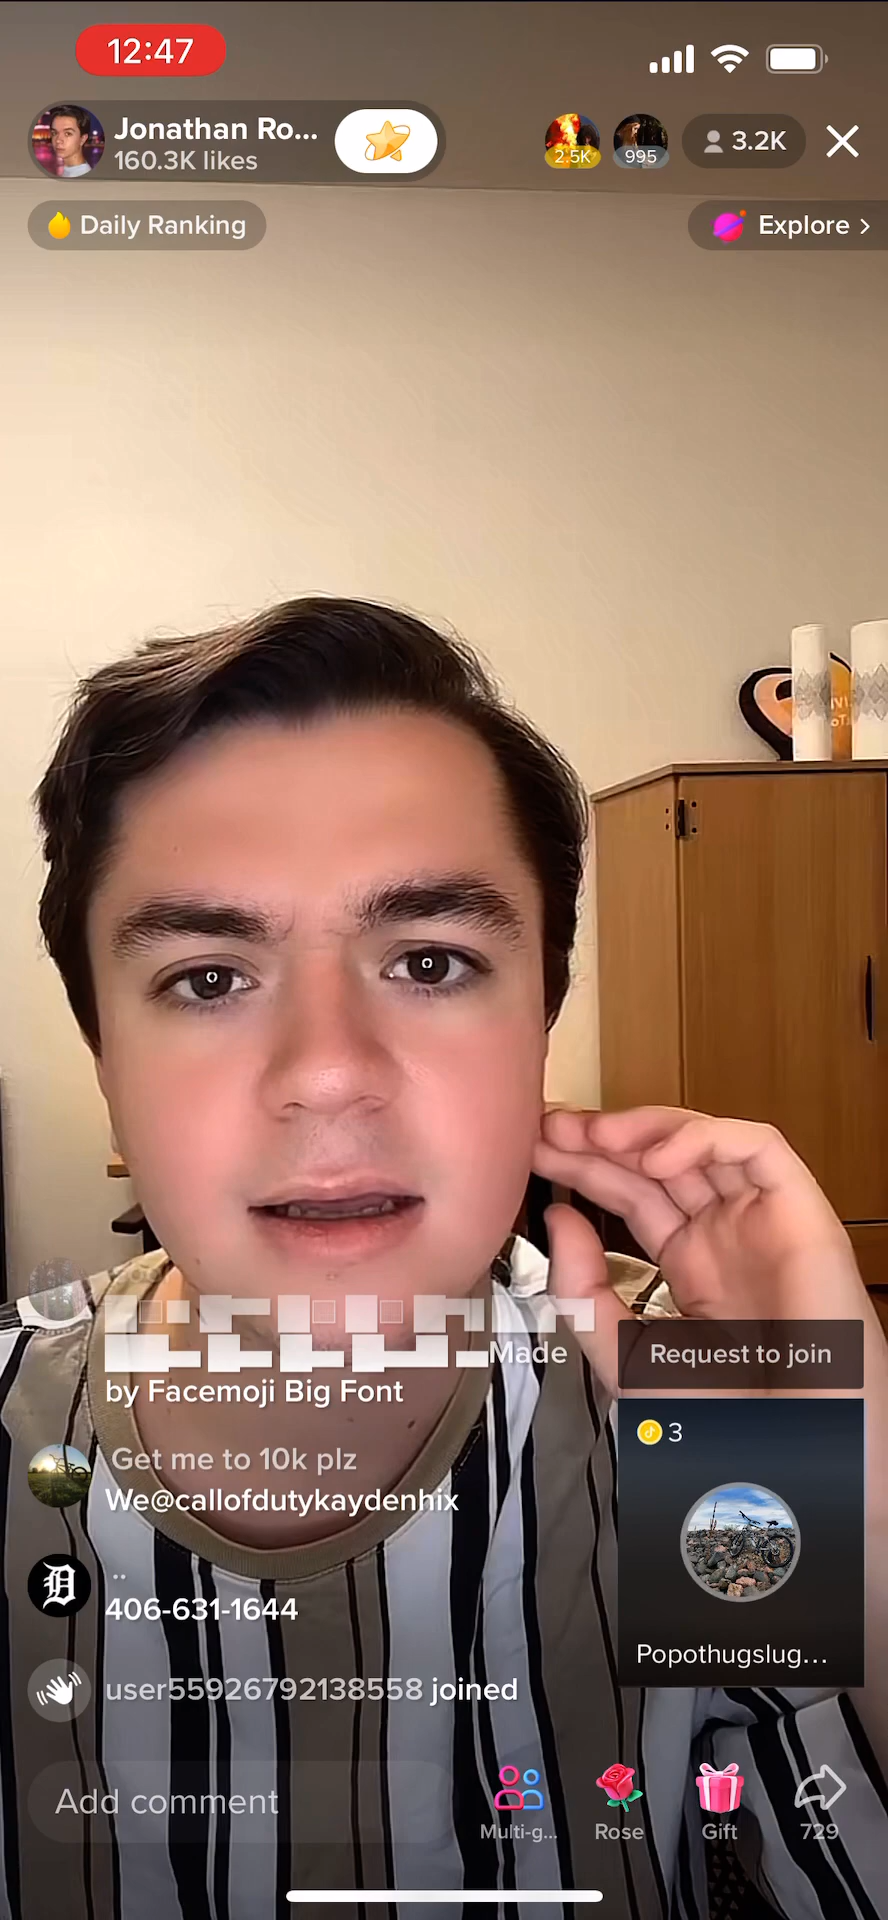 12:47
Jonathan Ro...
160.3K likes
2.5K
995
3.2K
Daily Ranking
Explore >
Made
by Facemoji Big Font
Get me to 10k plz
We@callofdutykaydenhix
..
406-631-1644
user55926792138558 joined
Request to join
3
Popothugslug...
Add comment
Multi-g...
Rose
Gift
729